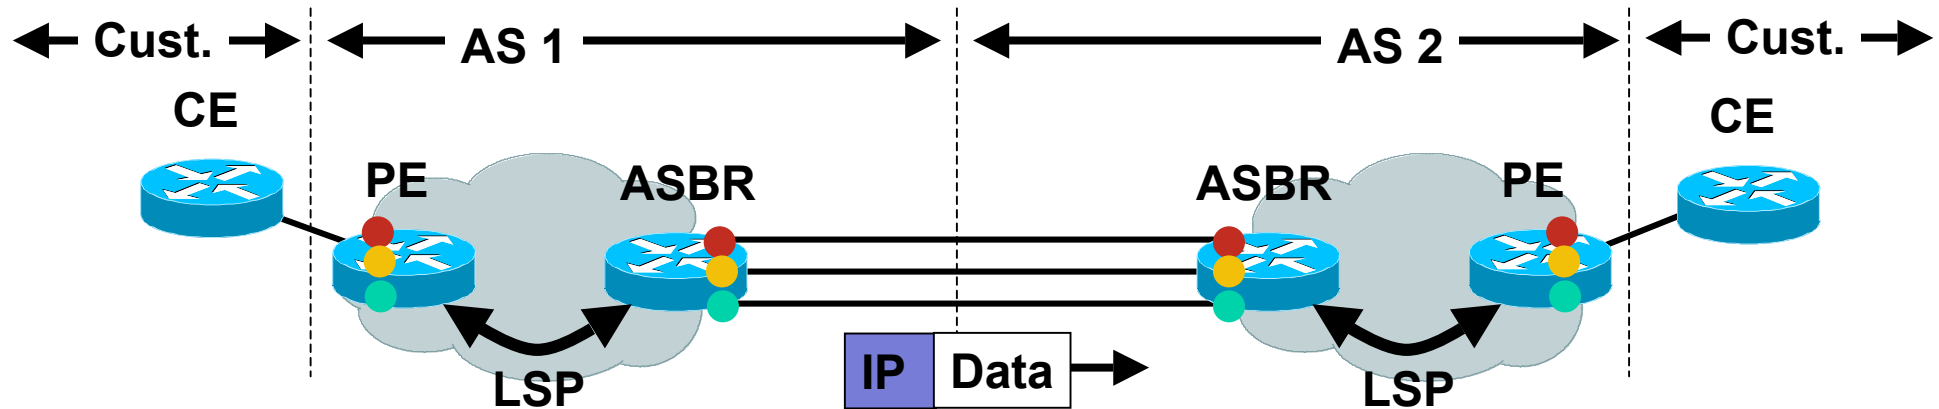 Cust. AS 1 AS 2 Cust.
CE CE
PE ASBR ASBR PE
IP Data
LSP LSP